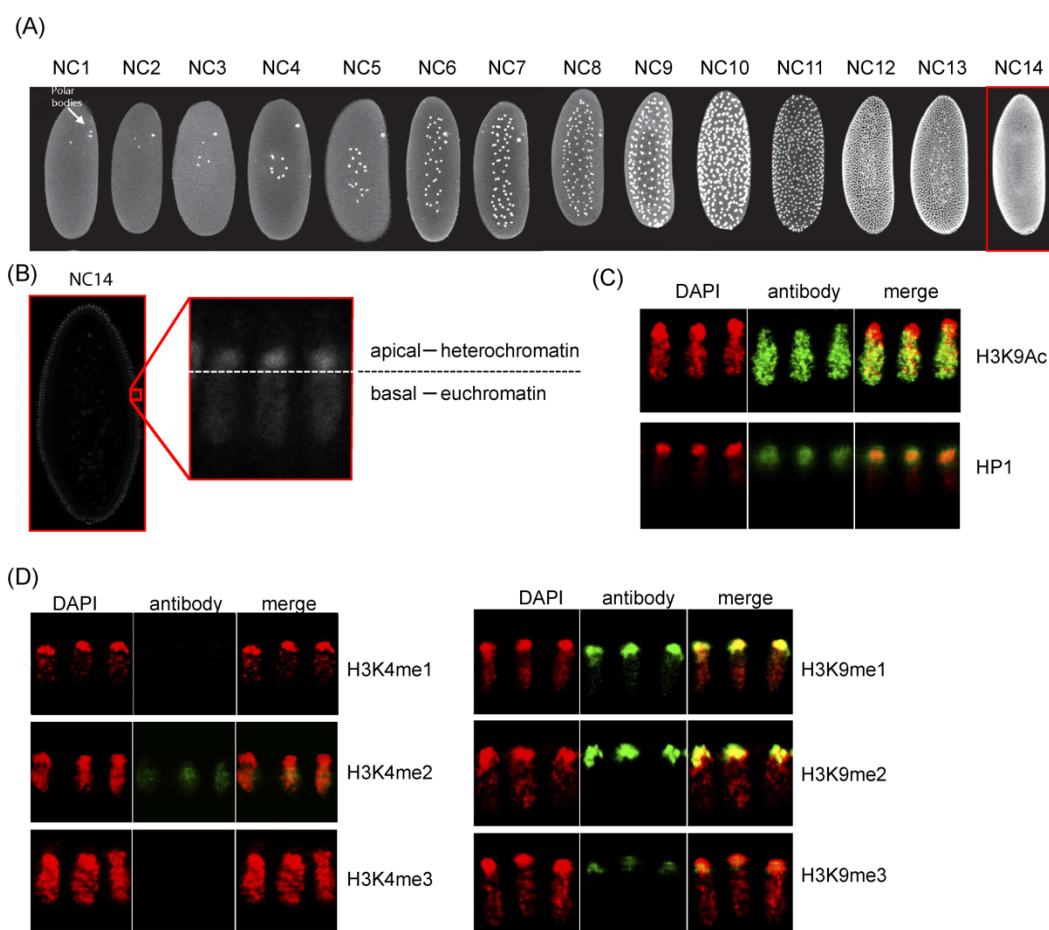 (A)
NC1 NC2 NC3 NC4 NC5 NC6 NC7 NC8 NC9 NC10 NC11 NC12 NC13 NC14
Polar
bodies
(B)
NC14
apical – heterochromatin
basal – euchromatin
(C)
DAPI antibody merge
H3K9Ac
HP1
(D)
DAPI antibody merge
H3K4me1
H3K4me2
H3K4me3
DAPI antibody merge
H3K9me1
H3K9me2
H3K9me3